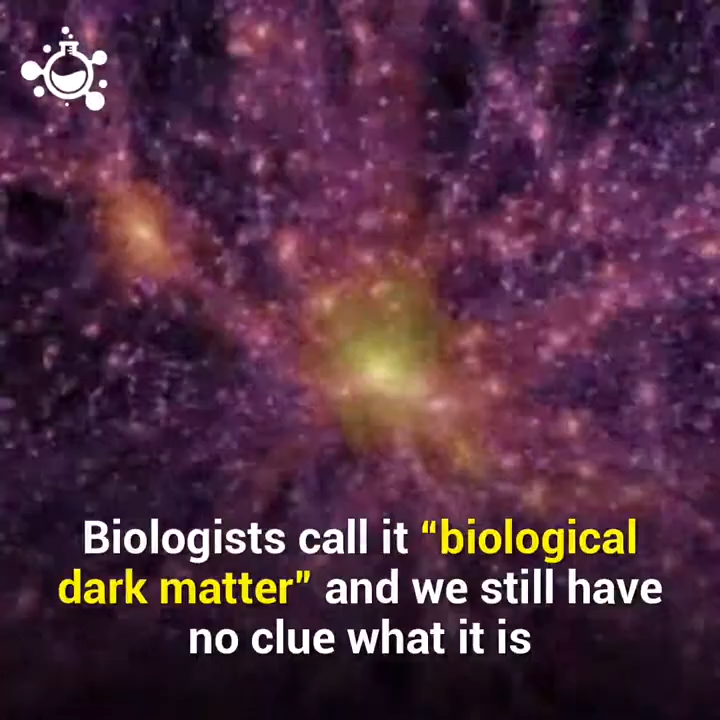 Biologists call it “biological
dark matter” and we still have
no clue what it is